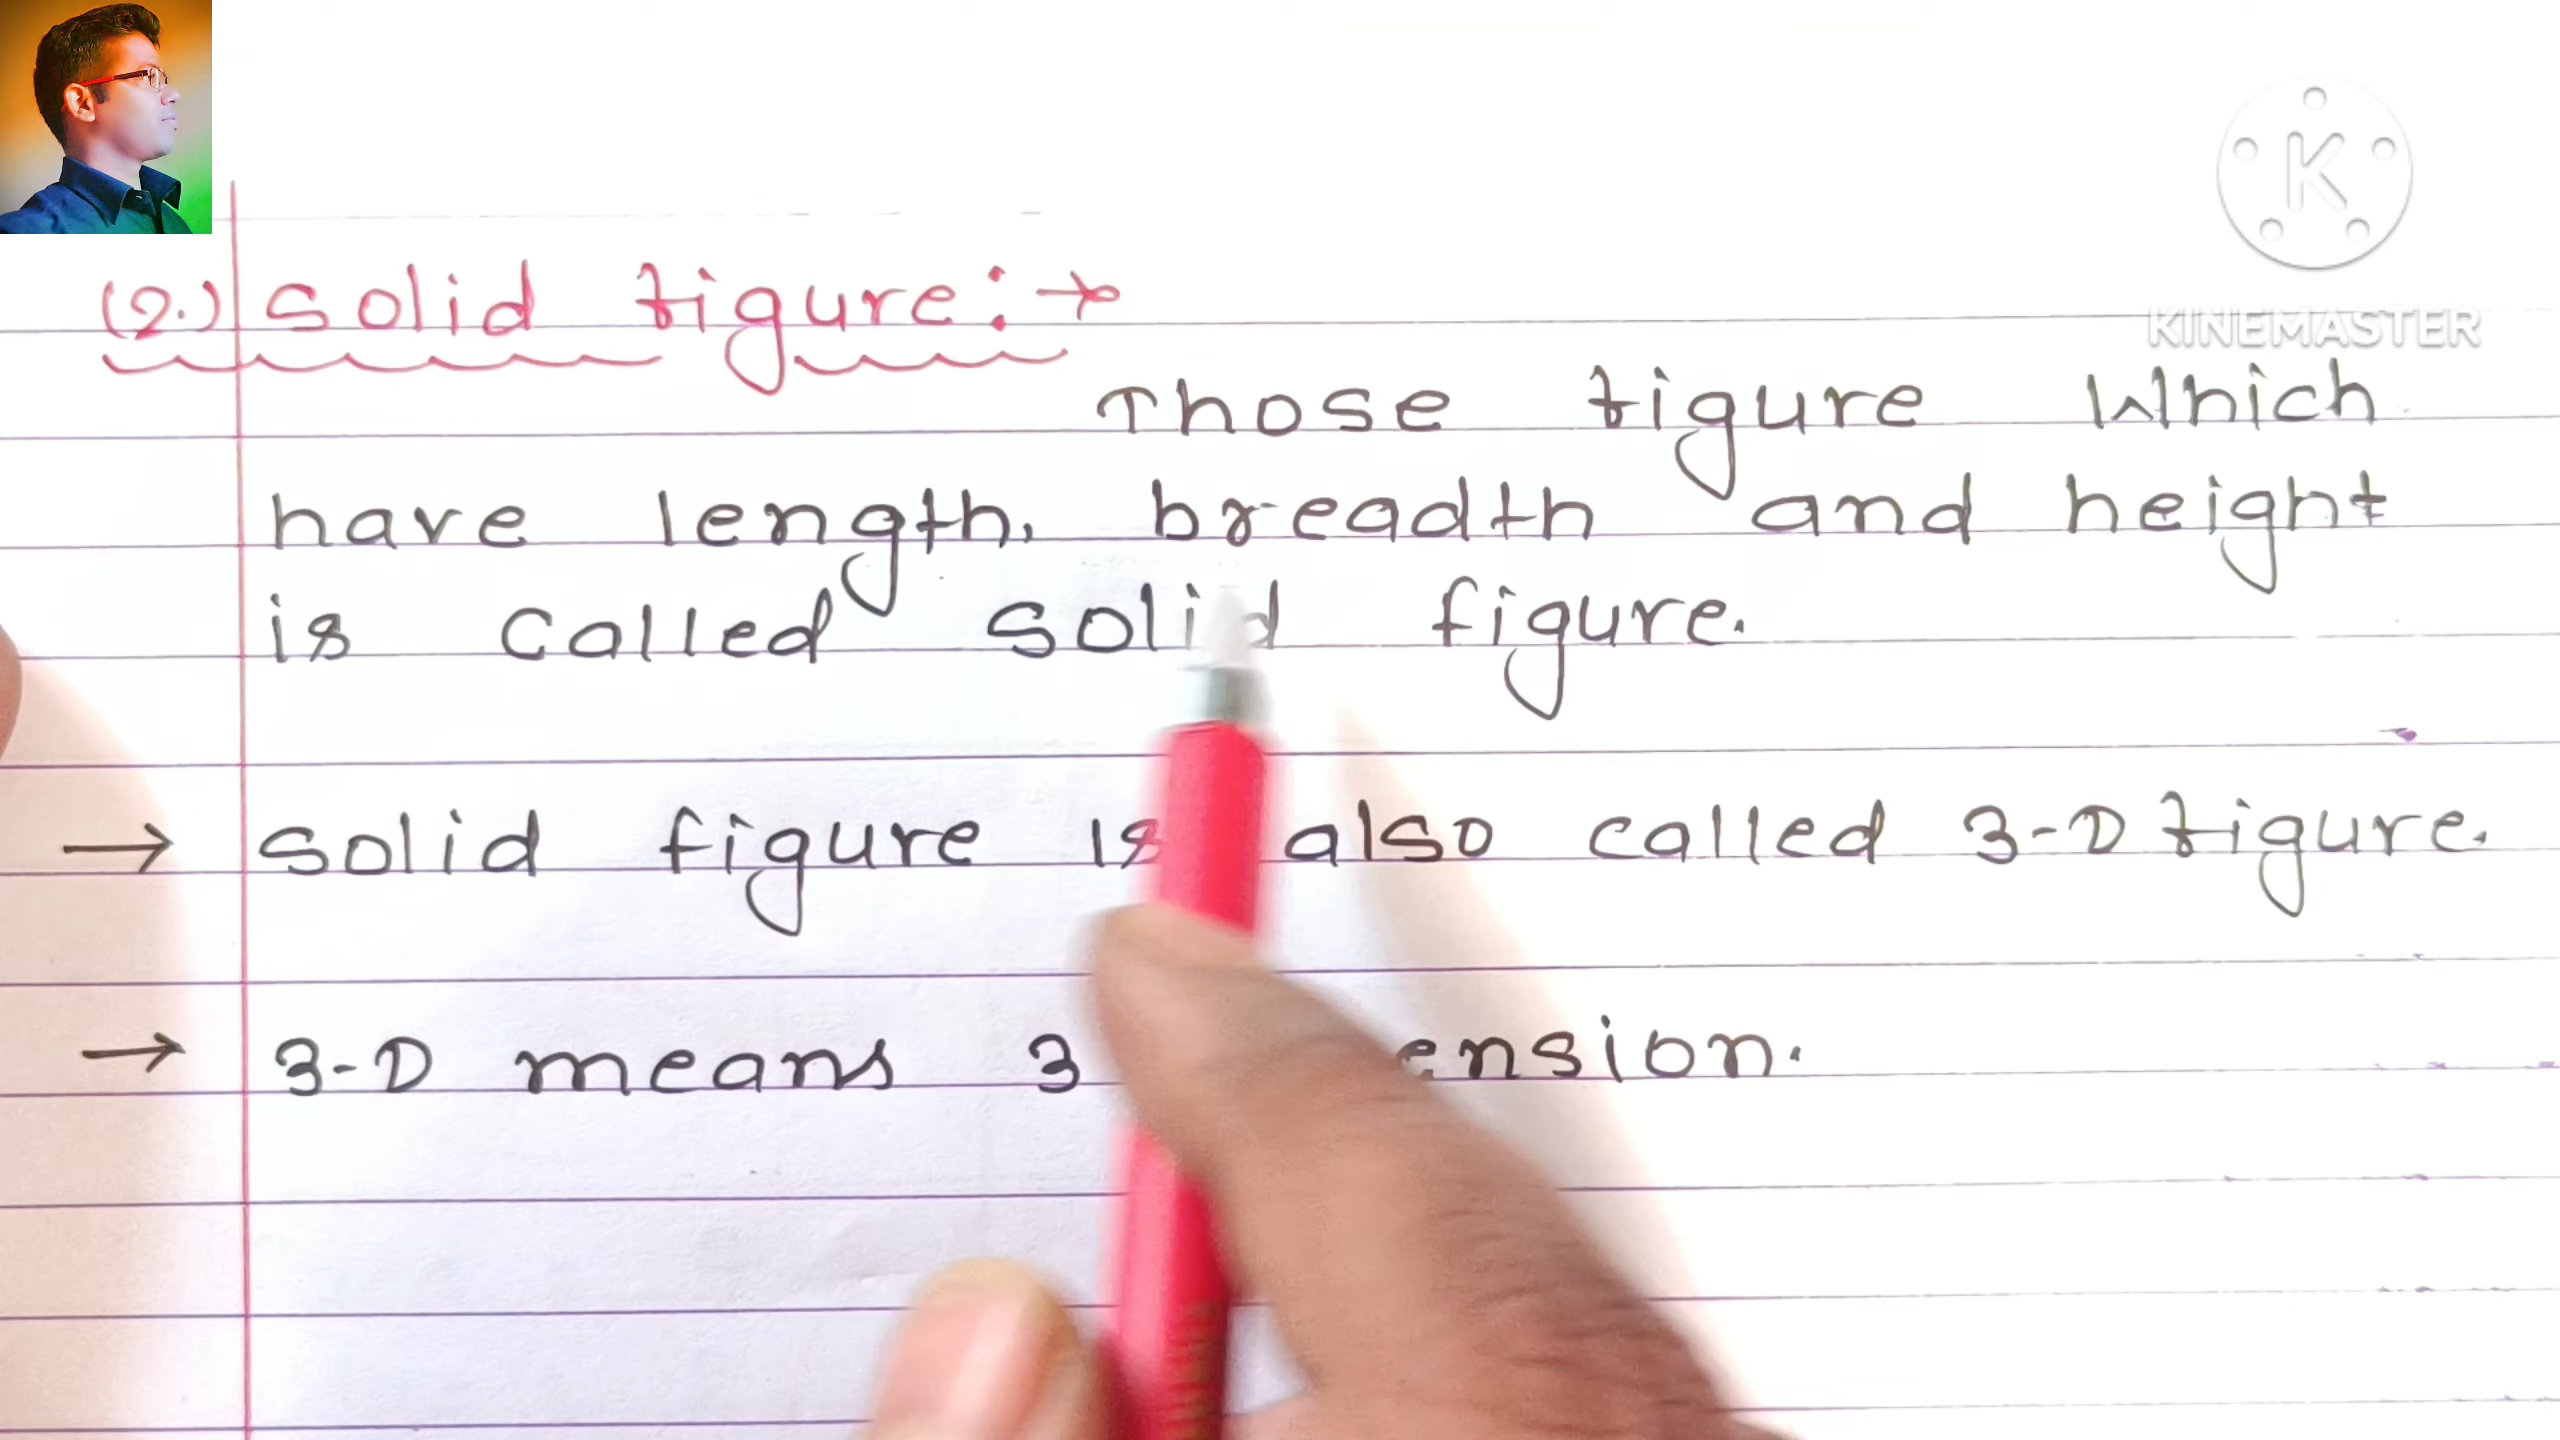 (2.) Solid figure:→
Those figure Which
have length, breadth and height
is called solid figure.
→ Solid figure is also called 3-D figure.
→ 3-D means 3 ension.
K
KINEMASTER